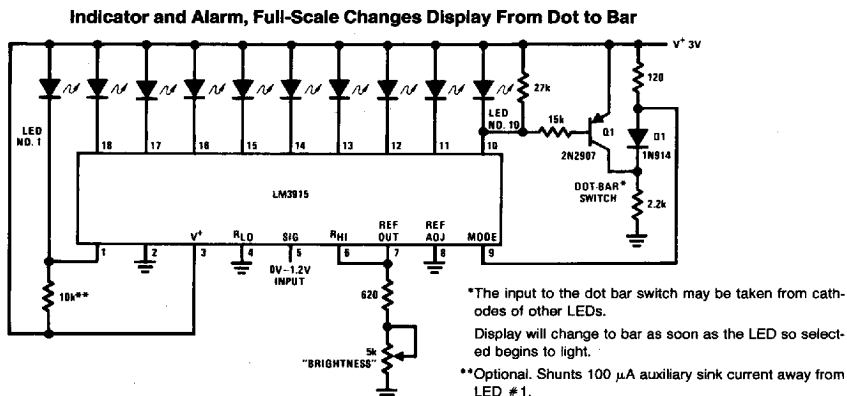 Indicator and Alarm, Full-Scale Changes Display From Dot to Bar
V+ 3V
LED
NO. 1
27k
120
LED
NO. 10
15k
Q1
2N2907
D1
1N914
18 17 16 15 14 13 12 11 10
LM3915
DOT-BAR*
SWITCH
2.2k
V+ RLO SIG RHI REF OUT REF ADJ MODE
1 2 3 4 5 6 7 8 9
0V–1.2V
INPUT
10k**
620
5k
"BRIGHTNESS"
*The input to the dot bar switch may be taken from cath-
odes of other LEDs.
Display will change to bar as soon as the LED so select-
ed begins to light.
**Optional. Shunts 100 μA auxiliary sink current away from
LED #1.